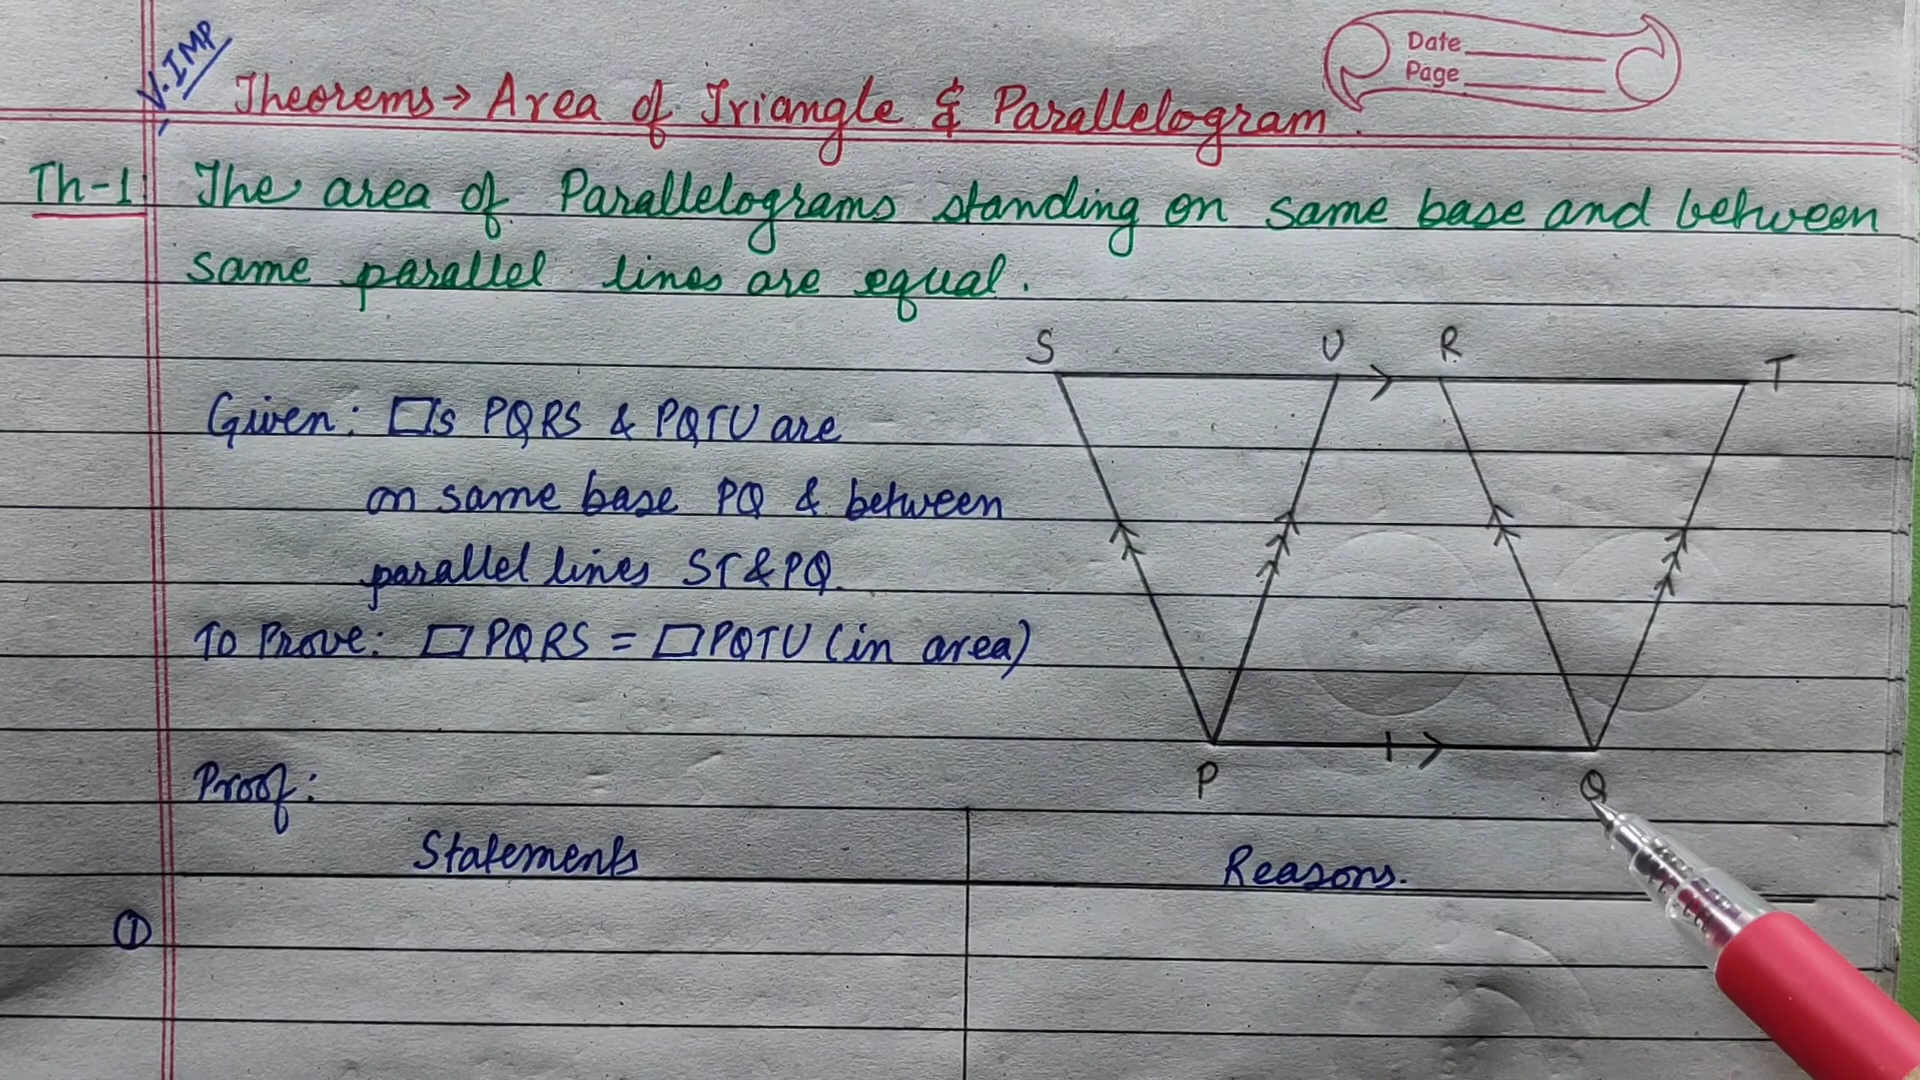 V. IMP
Date
Page
Theorems → Area of Triangle & Parallelogram.
Th-1 The area of Parallelograms standing on same base and between
same parallel lines are equal.
S U R T
Given: ▱s PQRS & PQTU are
on same base PQ & between
parallel lines ST & PQ.
To Prove: ▱ PQRS = ▱ PQTU (in area)
P Q
Proof:
Statements Reasons.
①